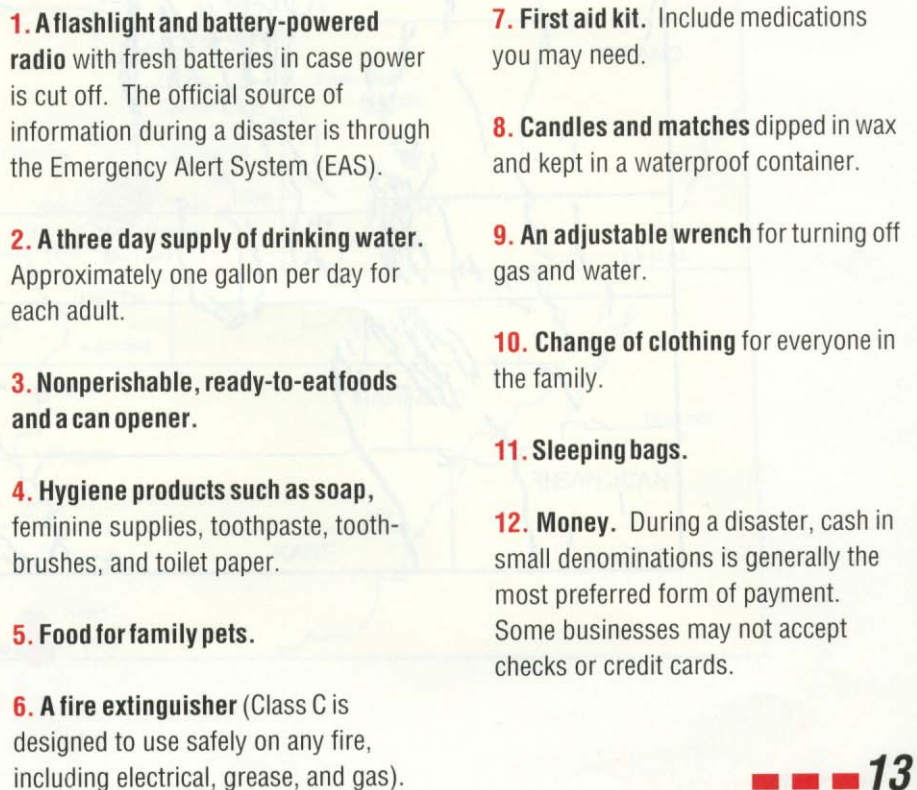 1. A flashlight and battery-powered
radio with fresh batteries in case power
is cut off. The official source of
information during a disaster is through
the Emergency Alert System (EAS).
2. A three day supply of drinking water.
Approximately one gallon per day for
each adult.
3. Nonperishable, ready-to-eat foods
and a can opener.
4. Hygiene products such as soap,
feminine supplies, toothpaste, tooth-
brushes, and toilet paper.
5. Food for family pets.
6. A fire extinguisher (Class C is
designed to use safely on any fire,
including electrical, grease, and gas).
7. First aid kit. Include medications
you may need.
8. Candles and matches dipped in wax
and kept in a waterproof container.
9. An adjustable wrench for turning off
gas and water.
10. Change of clothing for everyone in
the family.
11. Sleeping bags.
12. Money. During a disaster, cash in
small denominations is generally the
most preferred form of payment.
Some businesses may not accept
checks or credit cards.
13